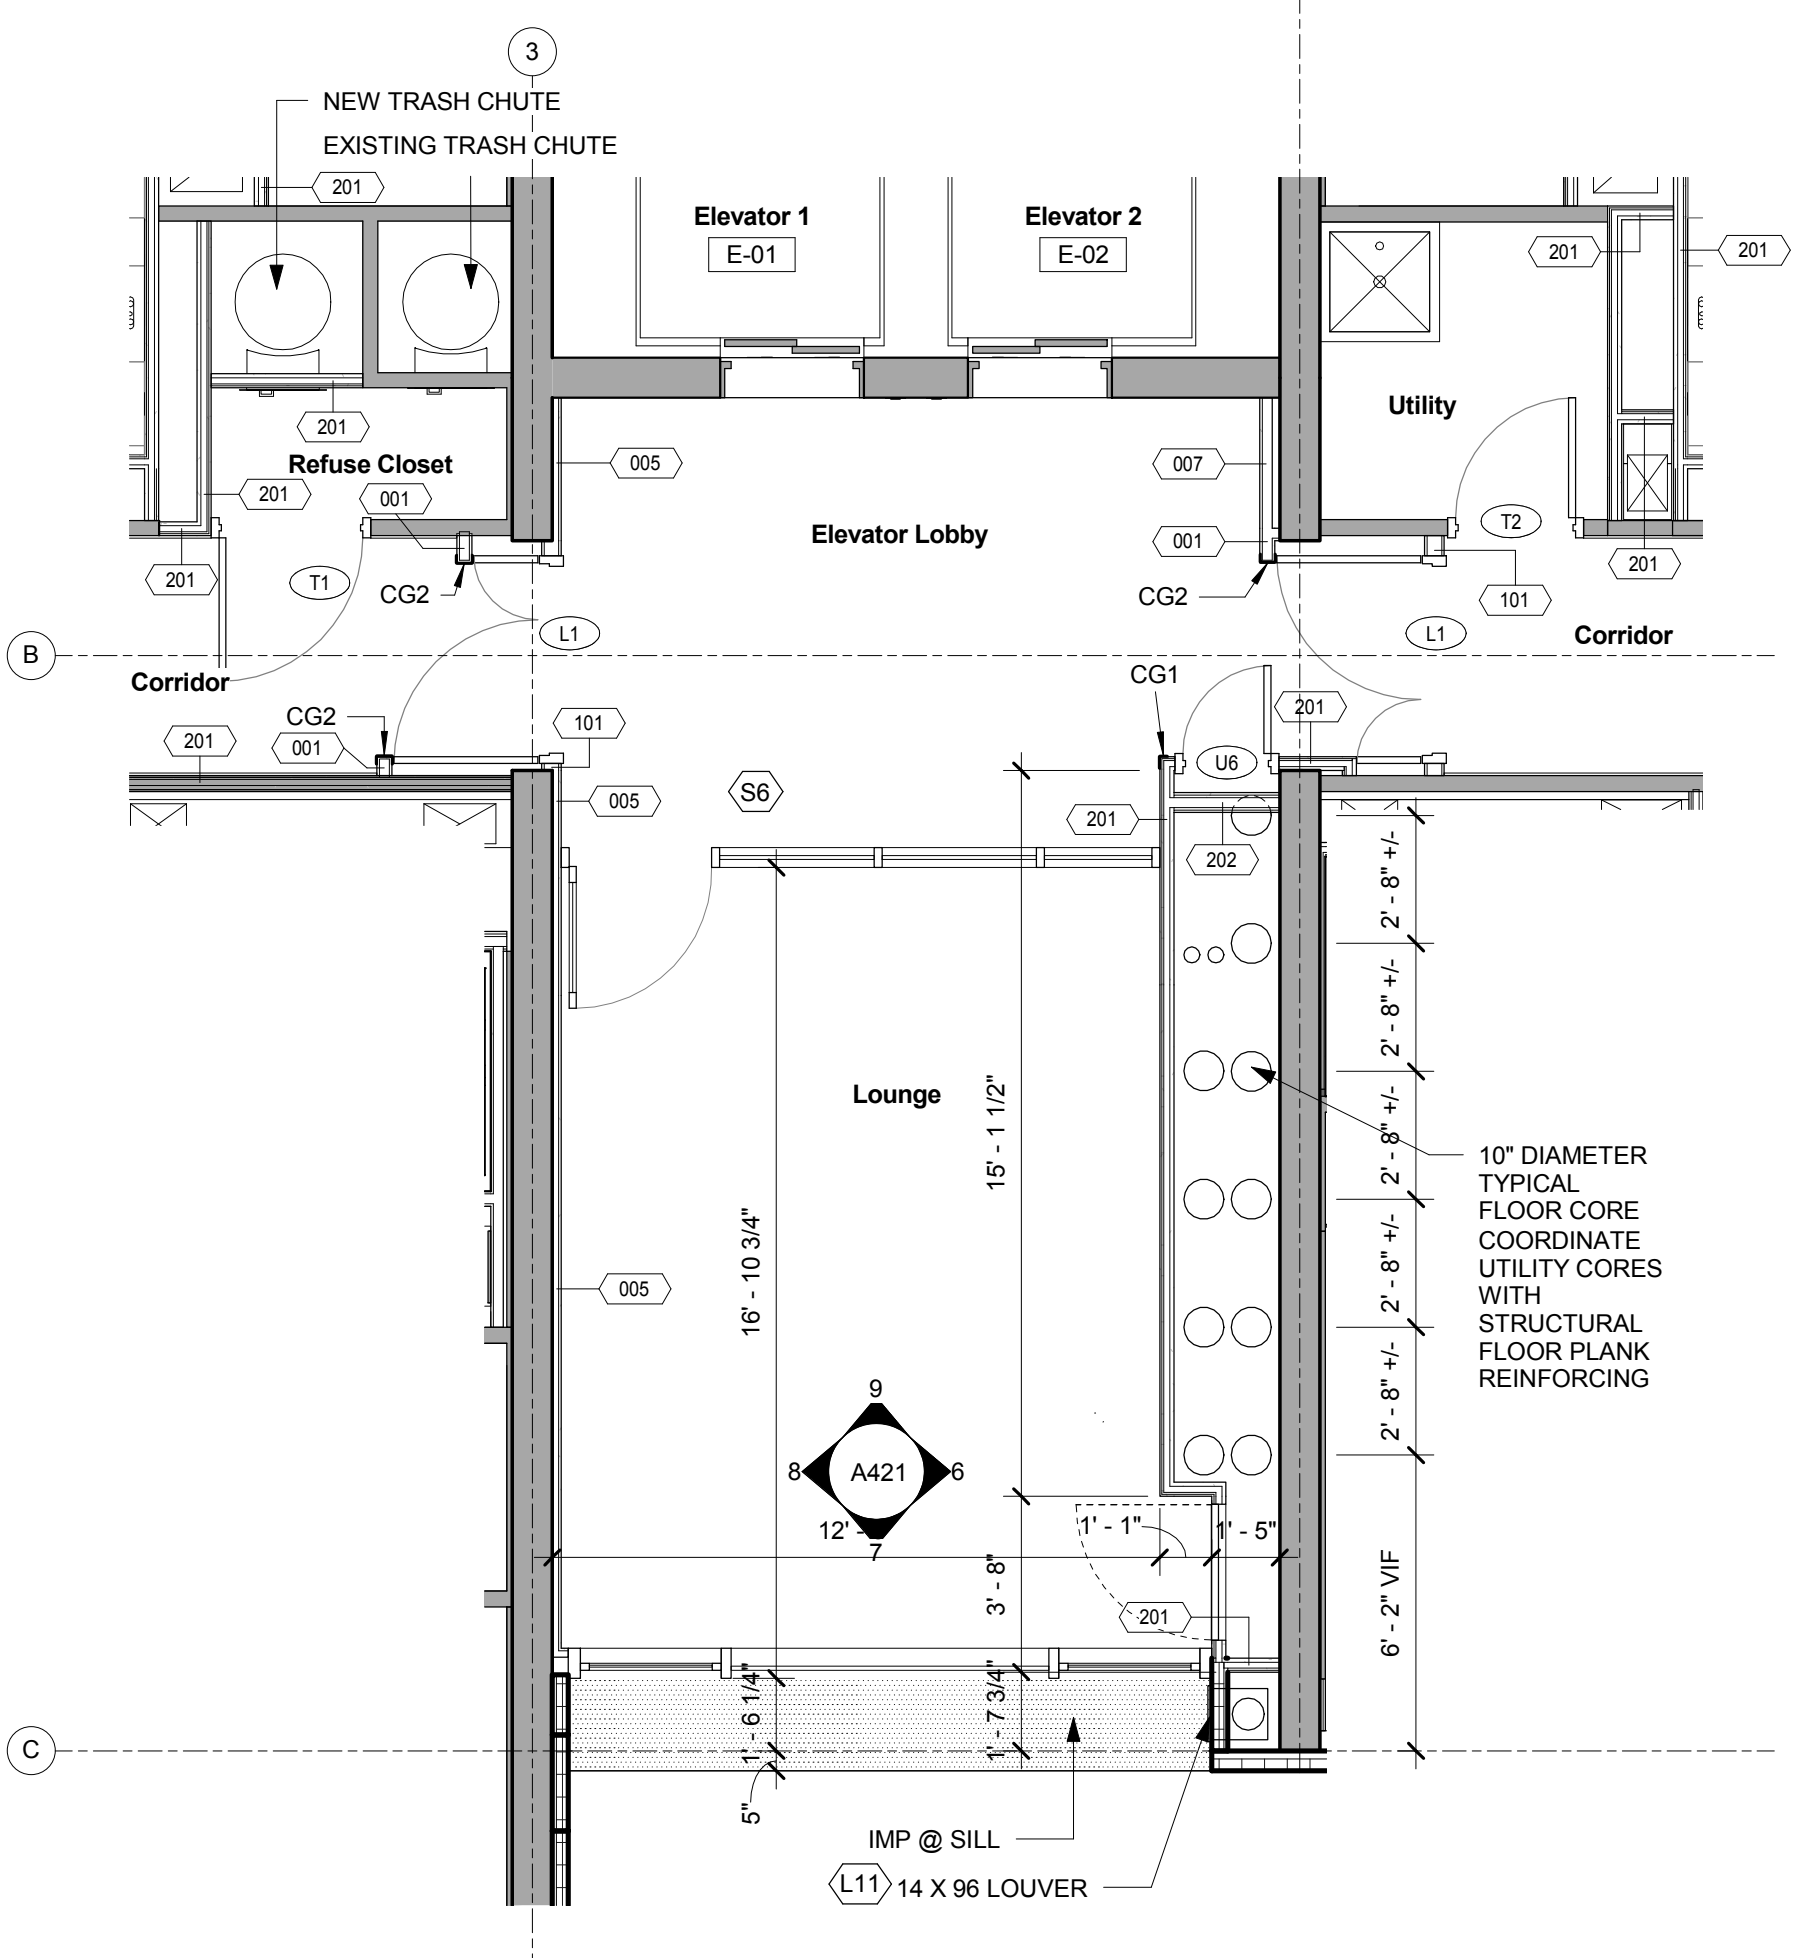 3
NEW TRASH CHUTE
EXISTING TRASH CHUTE
201
Elevator 1
E-01
Elevator 2
E-02
201
201
Utility
201
Refuse Closet
005
007
201
201
001
T2
Elevator Lobby
001
201
201
T1
CG2
CG2
101
L1
L1
Corridor
B
Corridor
CG1
CG2
201
001
101
201
U6
S6
005
201
202
2' - 8" +/-
2' - 8" +/-
2' - 8" +/-
2' - 8" +/-
2' - 8" +/-
6' - 2" VIF
Lounge
15' - 1 1/2"
16' - 10 3/4"
10" DIAMETER
TYPICAL
FLOOR CORE
COORDINATE
UTILITY CORES
WITH
STRUCTURAL
FLOOR PLANK
REINFORCING
005
9
8
A421
6
7
12' -
1' - 1"
1' - 5"
3' - 8"
201
1' - 6 1/4"
1' - 7 3/4"
C
5"
IMP @ SILL
L11 14 X 96 LOUVER